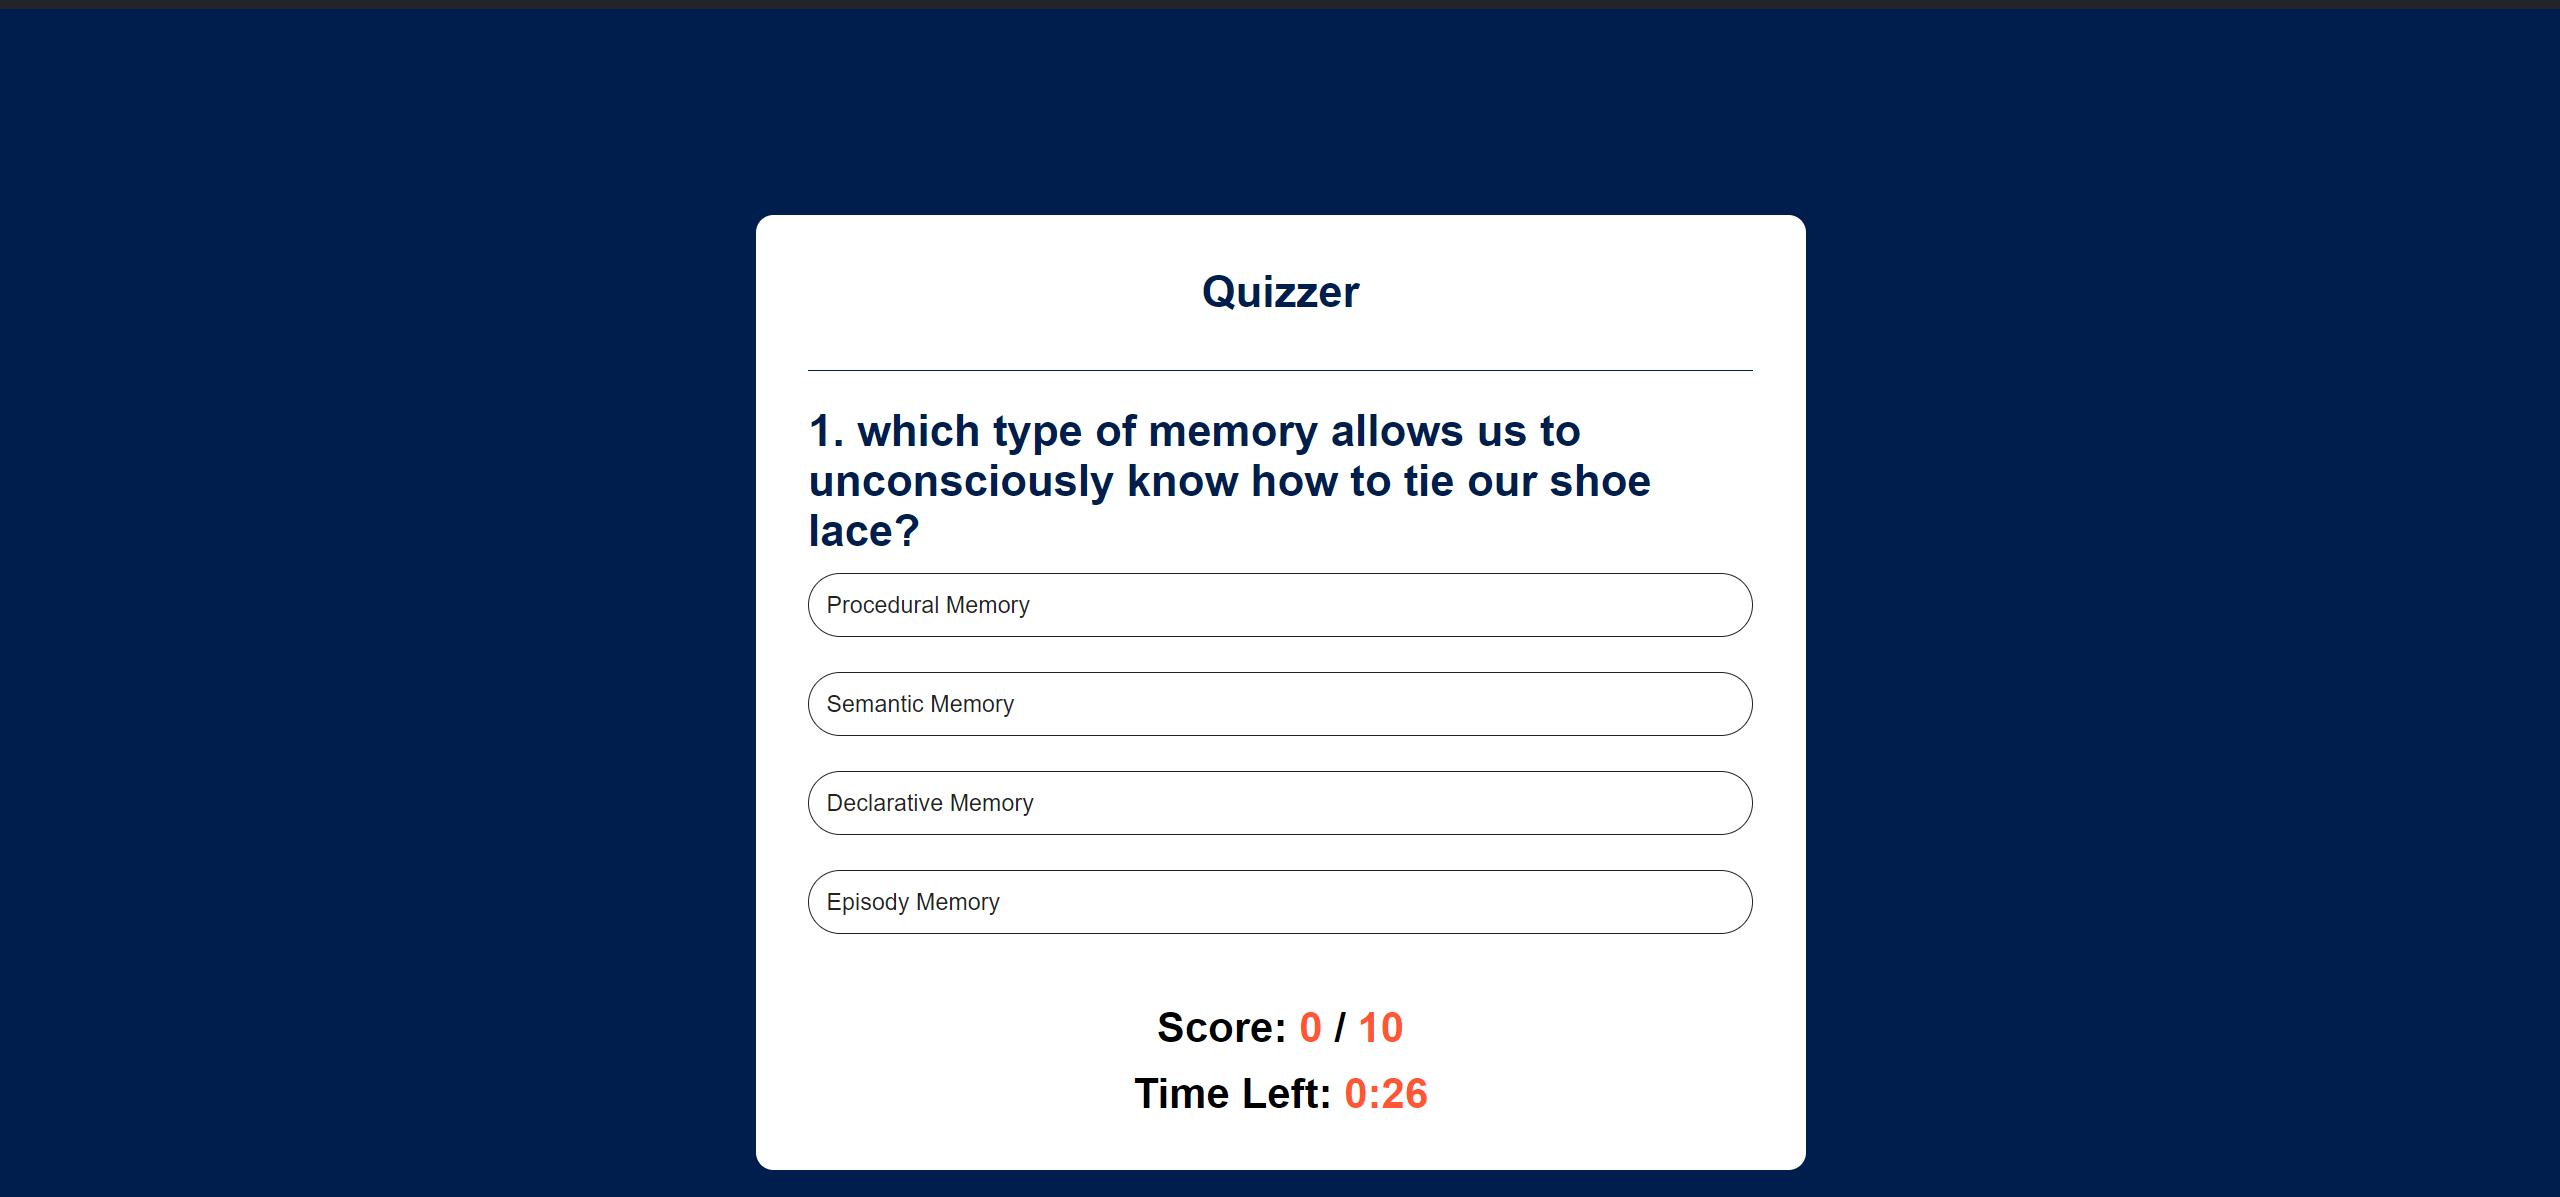 Quizzer
1. which type of memory allows us to
unconsciously know how to tie our shoe
lace?
Procedural Memory
Semantic Memory
Declarative Memory
Episody Memory
Score: 0 / 10
Time Left: 0:26